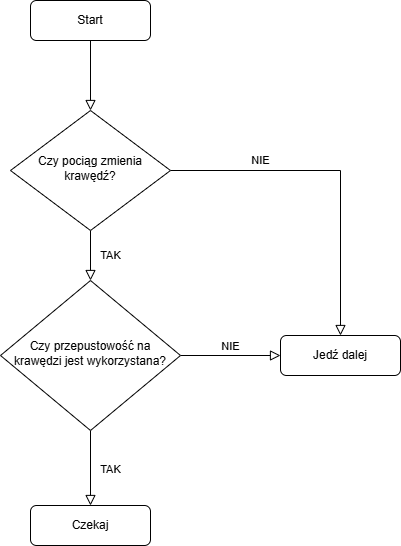 Start
Czy pociąg zmienia
krawędź?
NIE
TAK
Czy przepustowość na
krawędzi jest wykorzystana?
NIE
Jedź dalej
TAK
Czekaj